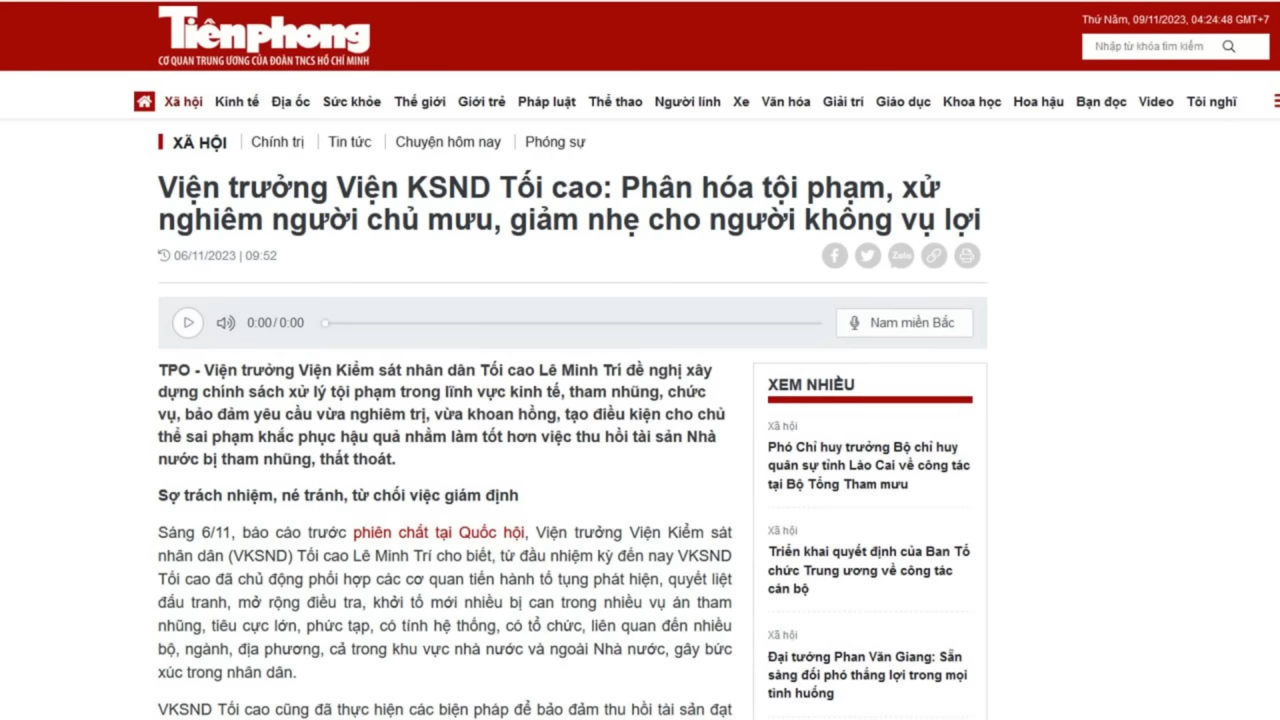 Tiênphong
CƠ QUAN TRUNG ƯƠNG CỦA ĐOÀN TNCS HỒ CHÍ MINH
Thứ Năm, 09/11/2023, 04:24:48 GMT+7
Nhập từ khóa tìm kiếm
Xã hội Kinh tế Địa ốc Sức khỏe Thế giới Giới trẻ Pháp luật Thể thao Người lính Xe Văn hóa Giải trí Giáo dục Khoa học Hoa hậu Bạn đọc Video Tôi nghĩ
XÃ HỘI Chính trị Tin tức Chuyện hôm nay Phóng sự
Viện trưởng Viện KSND Tối cao: Phân hóa tội phạm, xử
nghiêm người chủ mưu, giảm nhẹ cho người không vụ lợi
06/11/2023 | 09:52
Zalo
0:00 / 0:00
Nam miền Bắc
TPO - Viện trưởng Viện Kiểm sát nhân dân Tối cao Lê Minh Trí đề nghị xây
dựng chính sách xử lý tội phạm trong lĩnh vực kinh tế, tham nhũng, chức
vụ, bảo đảm yêu cầu vừa nghiêm trị, vừa khoan hồng, tạo điều kiện cho chủ
thể sai phạm khắc phục hậu quả nhằm làm tốt hơn việc thu hồi tài sản Nhà
nước bị tham nhũng, thất thoát.
Sợ trách nhiệm, né tránh, từ chối việc giám định
Sáng 6/11, báo cáo trước phiên chất tại Quốc hội, Viện trưởng Viện Kiểm sát
nhân dân (VKSND) Tối cao Lê Minh Trí cho biết, từ đầu nhiệm kỳ đến nay VKSND
Tối cao đã chủ động phối hợp các cơ quan tiến hành tố tụng phát hiện, quyết liệt
đấu tranh, mở rộng điều tra, khởi tố mới nhiều bị can trong nhiều vụ án tham
nhũng, tiêu cực lớn, phức tạp, có tính hệ thống, có tổ chức, liên quan đến nhiều
bộ, ngành, địa phương, cả trong khu vực nhà nước và ngoài Nhà nước, gây bức
xúc trong nhân dân.
VKSND Tối cao cũng đã thực hiện các biện pháp để bảo đảm thu hồi tài sản đạt
XEM NHIỀU
Xã hội
Phó Chỉ huy trưởng Bộ chỉ huy
quân sự tỉnh Lào Cai về công tác
tại Bộ Tổng Tham mưu
Xã hội
Triển khai quyết định của Ban Tổ
chức Trung ương về công tác
cán bộ
Xã hội
Đại tướng Phan Văn Giang: Sẵn
sàng đối phó thắng lợi trong mọi
tình huống